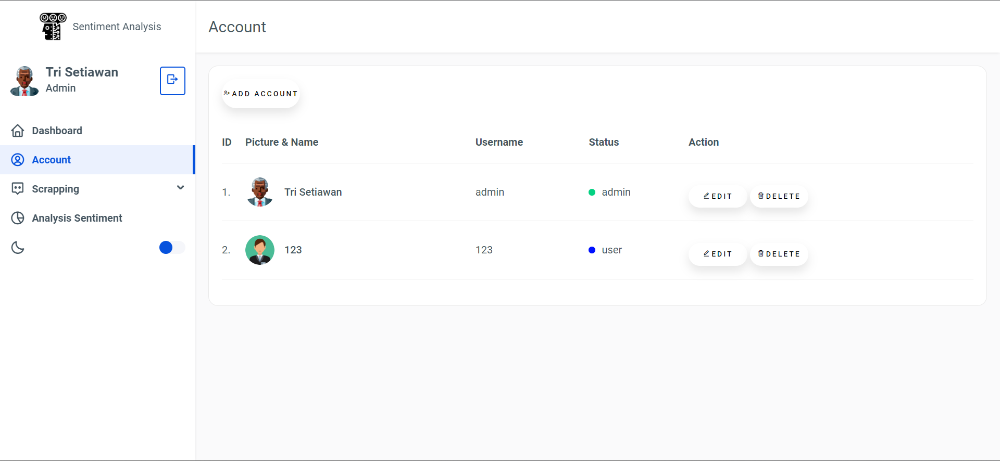 Sentiment Analysis
Account
Tri Setiawan
Admin
Dashboard
Account
Scrapping
Analysis Sentiment
ADD ACCOUNT
ID Picture & Name Username Status Action
1. Tri Setiawan admin admin EDIT DELETE
2. 123 123 user EDIT DELETE